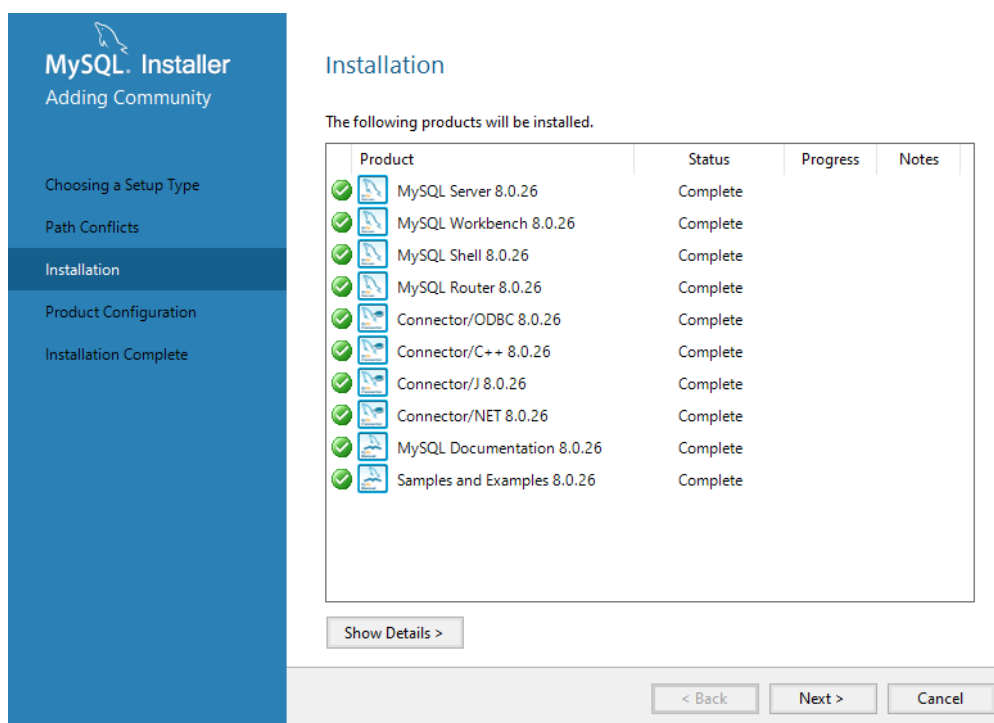 MySQL. Installer
Adding Community
Choosing a Setup Type
Path Conflicts
Installation
Product Configuration
Installation Complete
Installation
The following products will be installed.
Product Status Progress Notes
MySQL Server 8.0.26 Complete
MySQL Workbench 8.0.26 Complete
MySQL Shell 8.0.26 Complete
MySQL Router 8.0.26 Complete
Connector/ODBC 8.0.26 Complete
Connector/C++ 8.0.26 Complete
Connector/J 8.0.26 Complete
Connector/NET 8.0.26 Complete
MySQL Documentation 8.0.26 Complete
Samples and Examples 8.0.26 Complete
Show Details >
< Back Next > Cancel